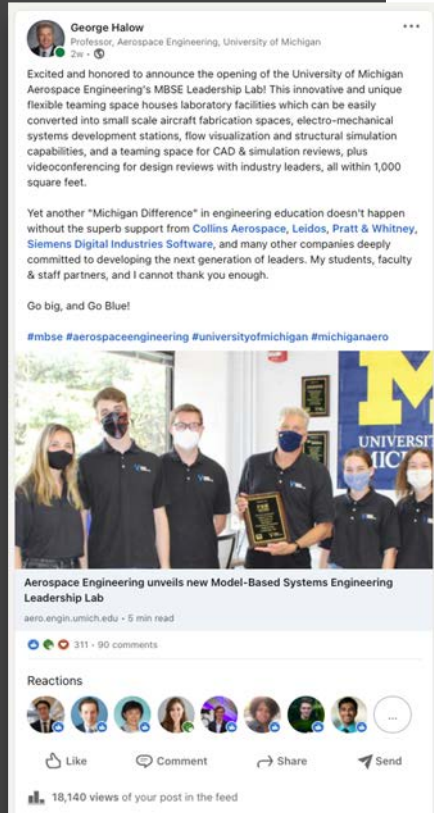 George Halow
Professor, Aerospace Engineering, University of Michigan
2w •
Excited and honored to announce the opening of the University of Michigan
Aerospace Engineering's MBSE Leadership Lab! This innovative and unique
flexible teaming space houses laboratory facilities which can be easily
converted into small scale aircraft fabrication spaces, electro-mechanical
systems development stations, flow visualization and structural simulation
capabilities, and a teaming space for CAD & simulation reviews, plus
videoconferencing for design reviews with industry leaders, all within 1,000
square feet.
Yet another "Michigan Difference" in engineering education doesn't happen
without the superb support from Collins Aerospace, Leidos, Pratt & Whitney,
Siemens Digital Industries Software, and many other companies deeply
committed to developing the next generation of leaders. My students, faculty
& staff partners, and I cannot thank you enough.
Go big, and Go Blue!
#mbse #aerospaceengineering #universityofmichigan #michiganaero
M
UNIVERSIT
MICH
Aerospace Engineering unveils new Model-Based Systems Engineering
Leadership Lab
aero.engin.umich.edu • 5 min read
311 • 90 comments
Reactions
...
Like Comment Share Send
18,140 views of your post in the feed